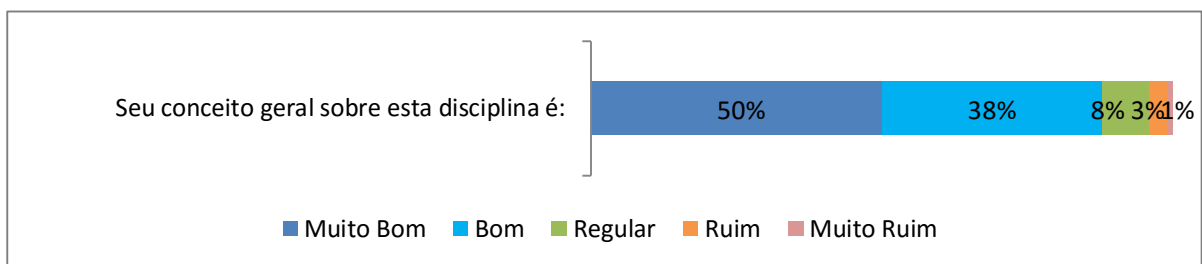 Seu conceito geral sobre esta disciplina é: 50% 38% 8% 3% 1%
Muito Bom Bom Regular Ruim Muito Ruim